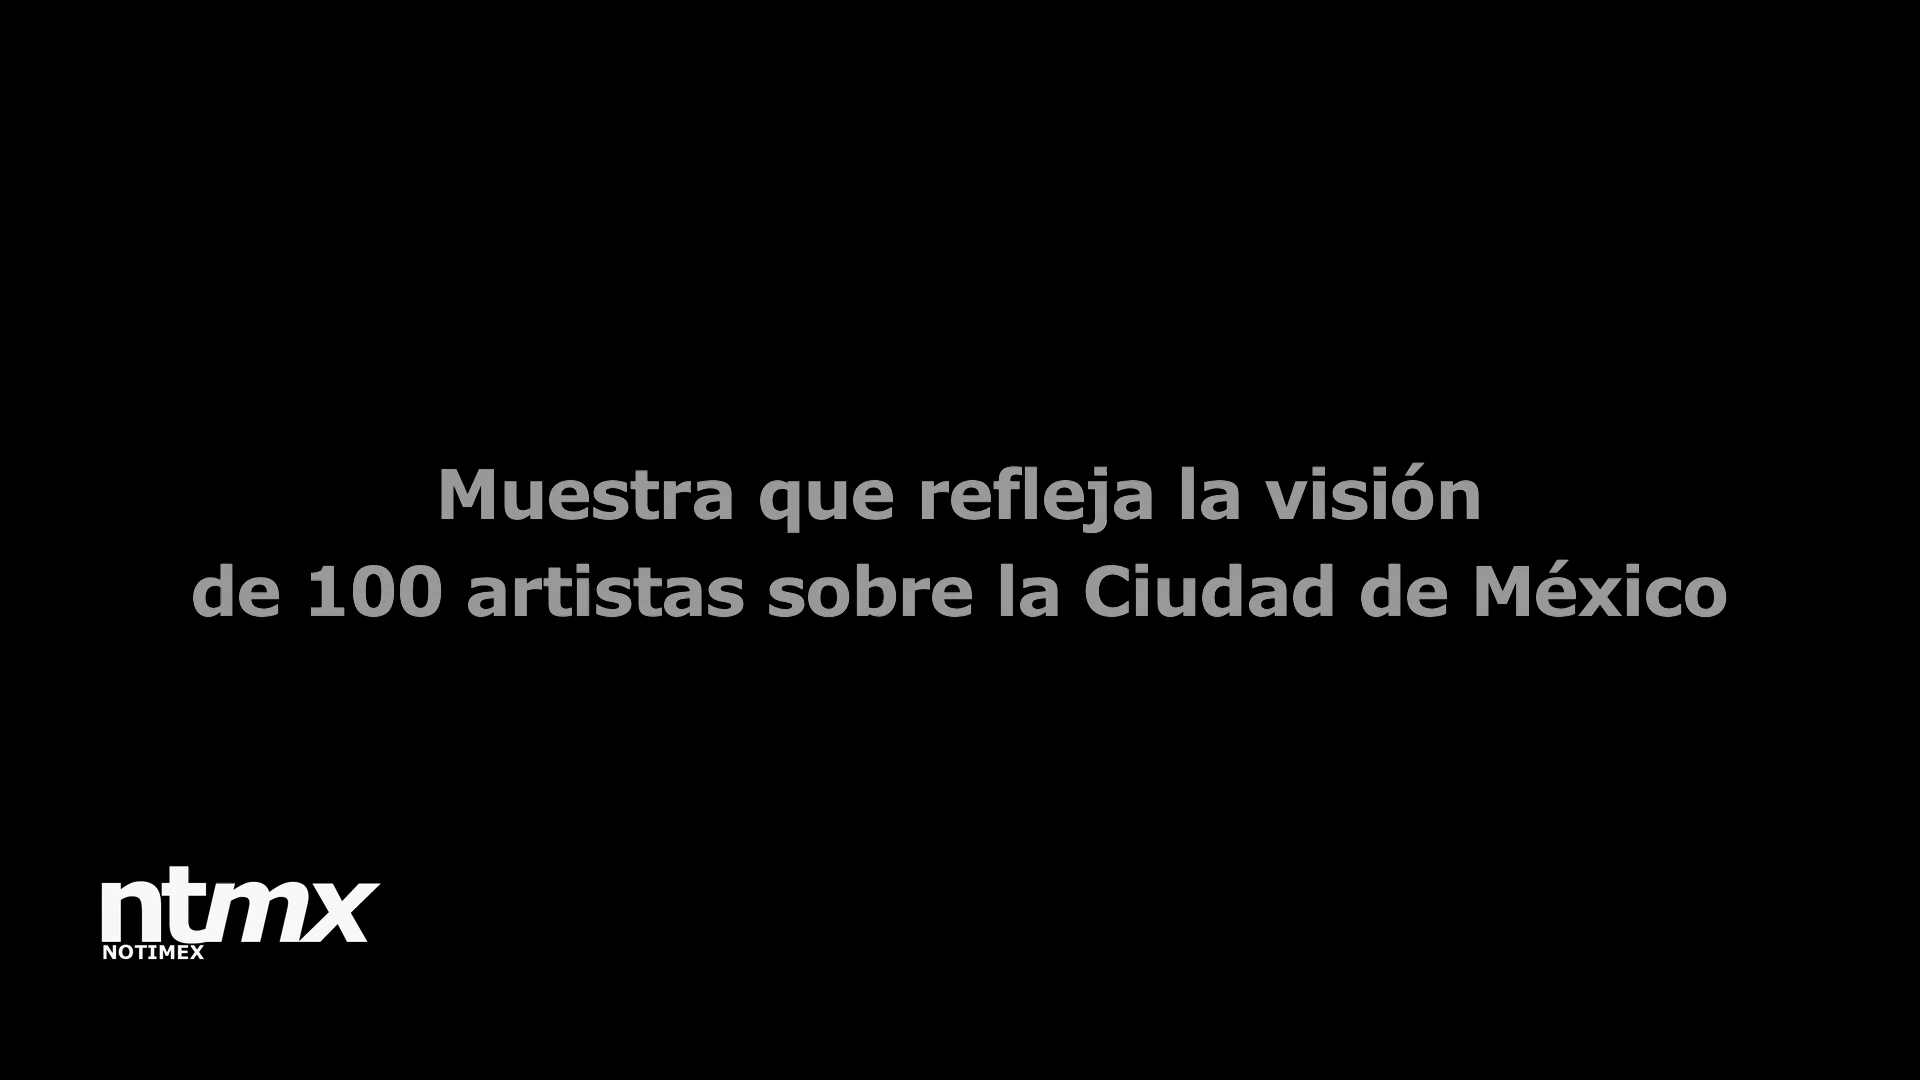 Muestra que refleja la visión
de 100 artistas sobre la Ciudad de México
ntmx
NOTIMEX